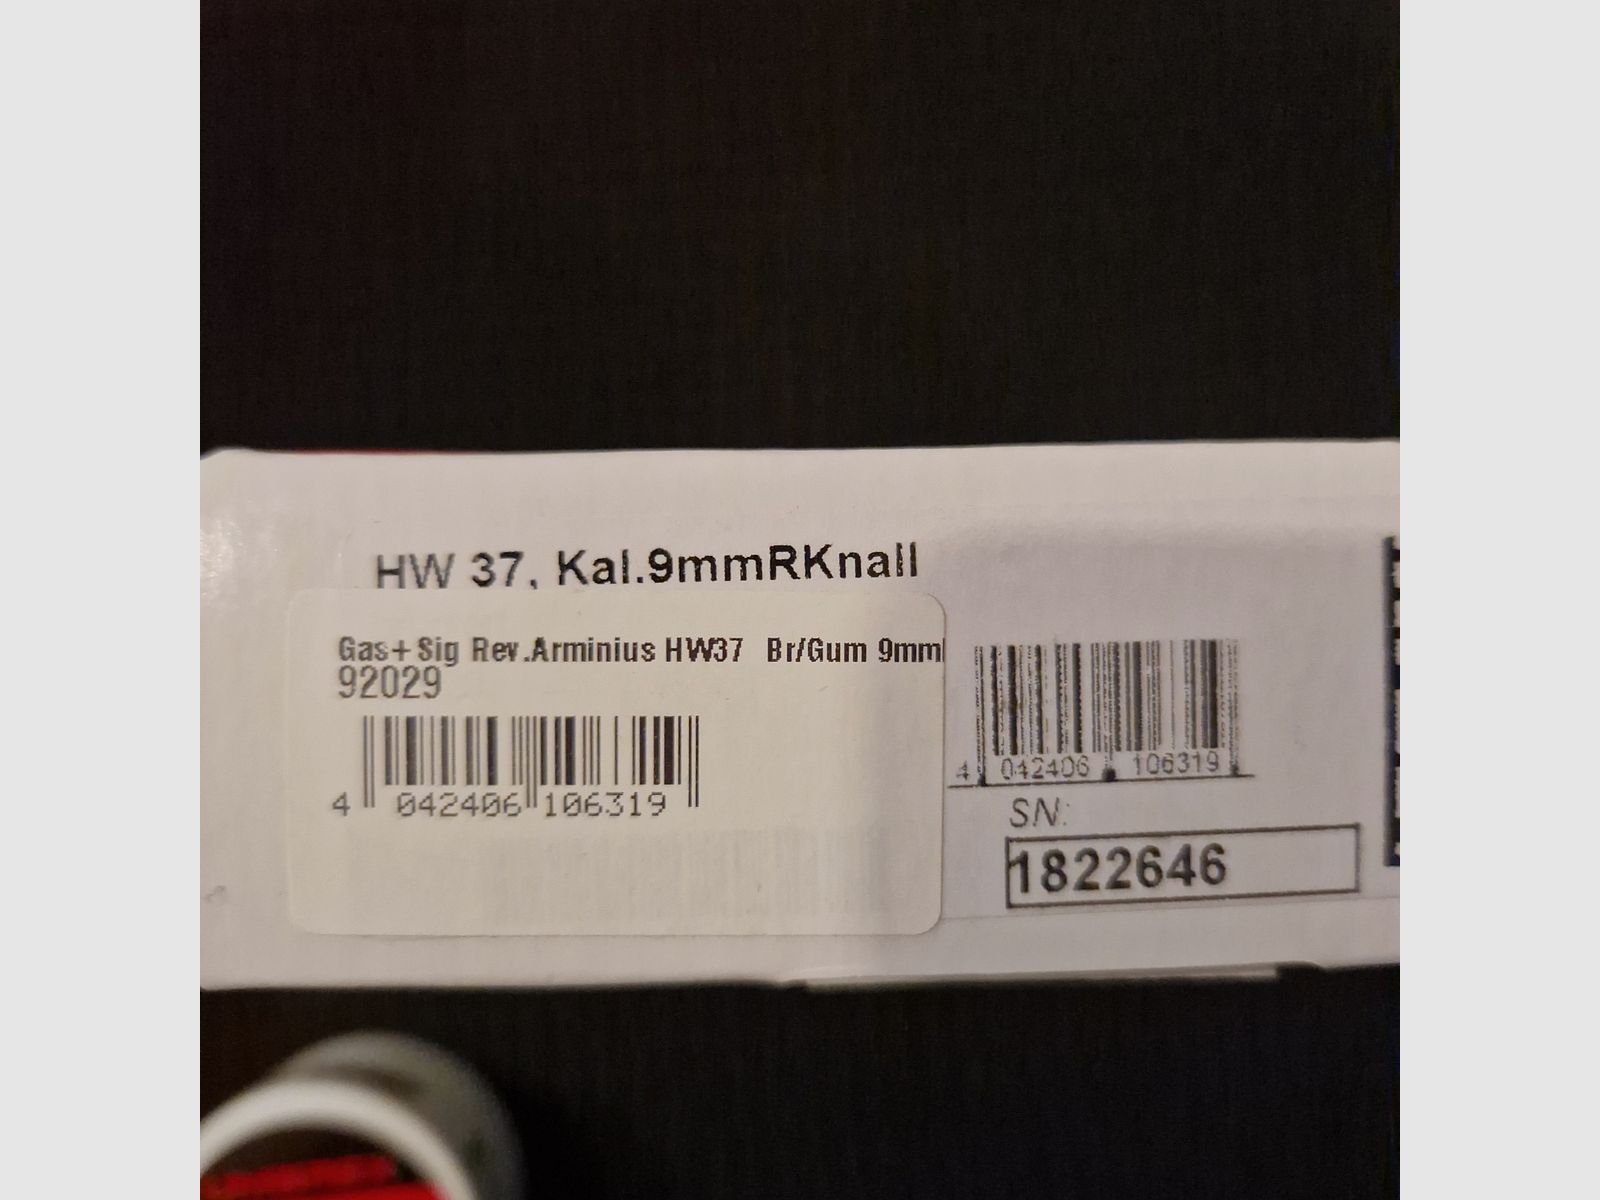 HW 37, Kal.9mmRKnall
Gas+Sig Rev.Arminius HW37 Br/Gum 9mm
92029
4 042406 106319
4 042406 106319
SN:
1822646